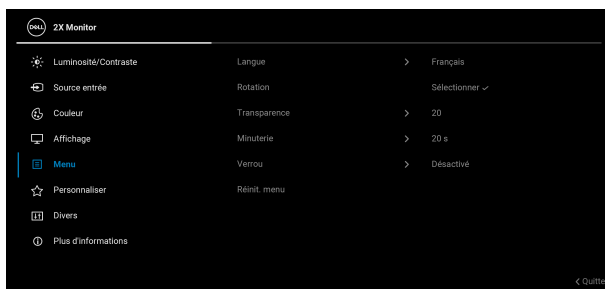 DELL 2X Monitor
Luminosité/Contraste Langue Français
Source entrée Rotation Sélectionner
Couleur Transparence 20
Affichage Minuterie 20 s
Menu Verrou Désactivé
Personnaliser Réinit. menu
Divers
Plus d'informations
Quitte